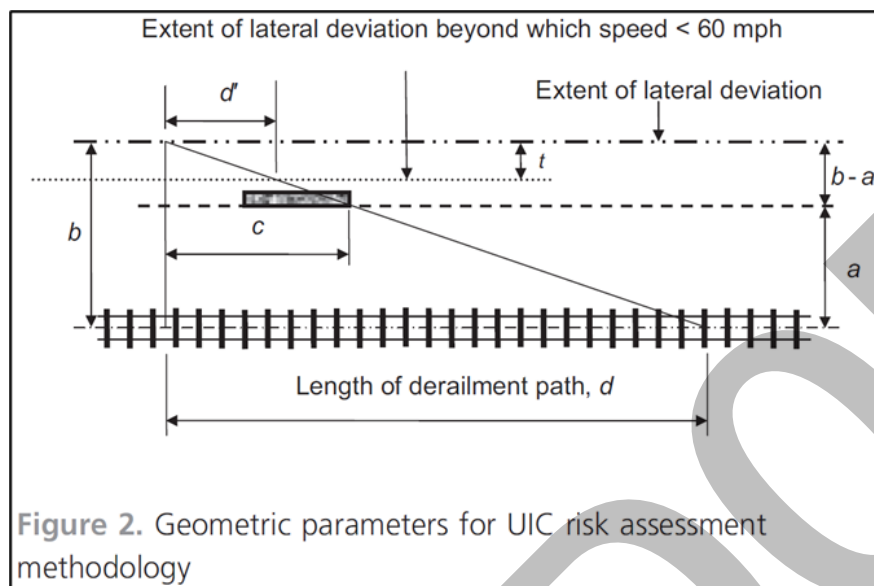 Extent of lateral deviation beyond which speed < 60 mph
d'
Extent of lateral deviation
t
b - a
b
c
a
Length of derailment path, d
Figure 2. Geometric parameters for UIC risk assessment
methodology